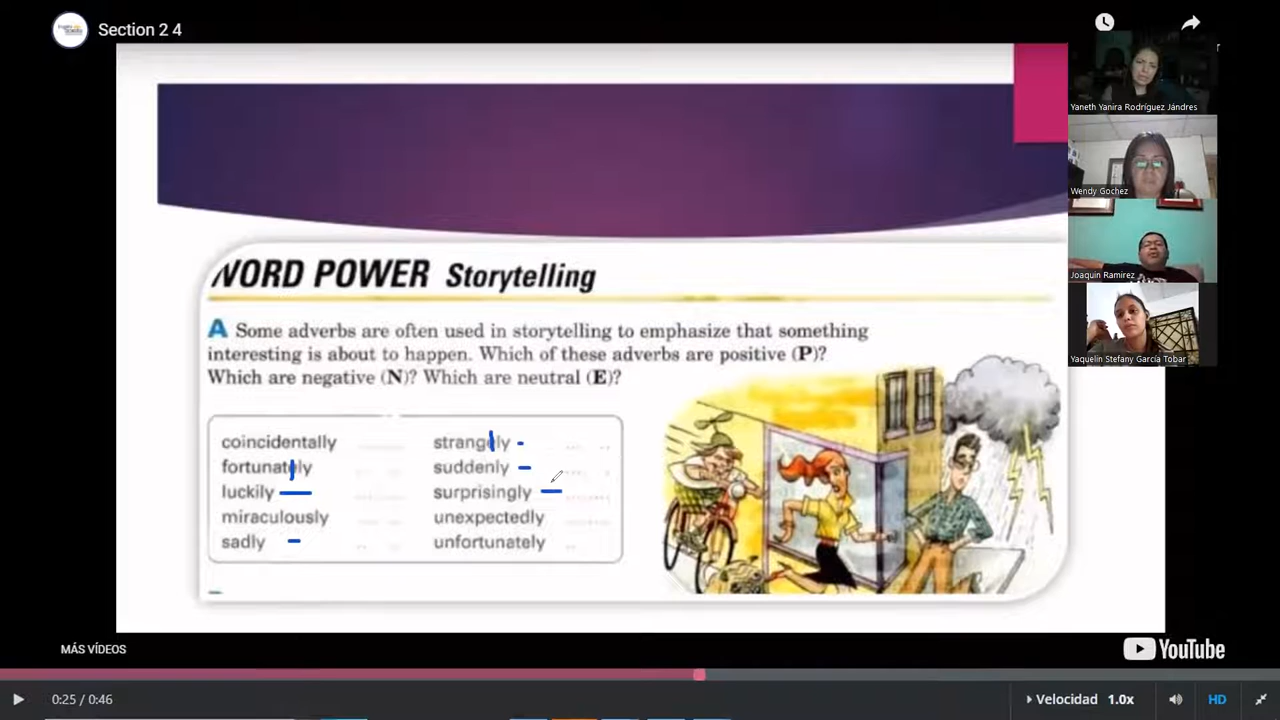 Section 2 4
Yaneth Yanira Rodríguez Jándres
Wendy Gochez
Joaquin Ramirez
Yaquelin Stefany García Tobar
WORD POWER Storytelling
A Some adverbs are often used in storytelling to emphasize that something
interesting is about to happen. Which of these adverbs are positive (P)?
Which are negative (N)? Which are neutral (E)?
coincidentally
fortunately
luckily
miraculously
sadly
strangely
suddenly
surprisingly
unexpectedly
unfortunately
MÁS VÍDEOS
YouTube
0:25 / 0:46
Velocidad 1.0x
HD